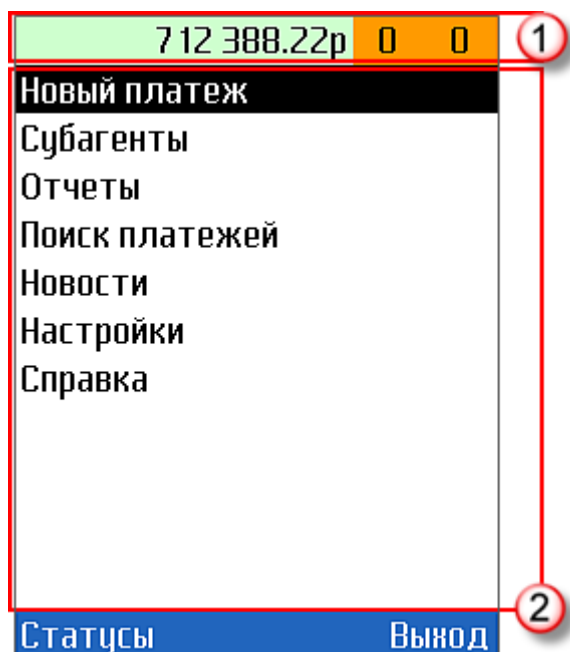 712 388.22р 0 0 1
Новый платеж
Субагенты
Отчеты
Поиск платежей
Новости
Настройки
Справка
2
Статусы Выход